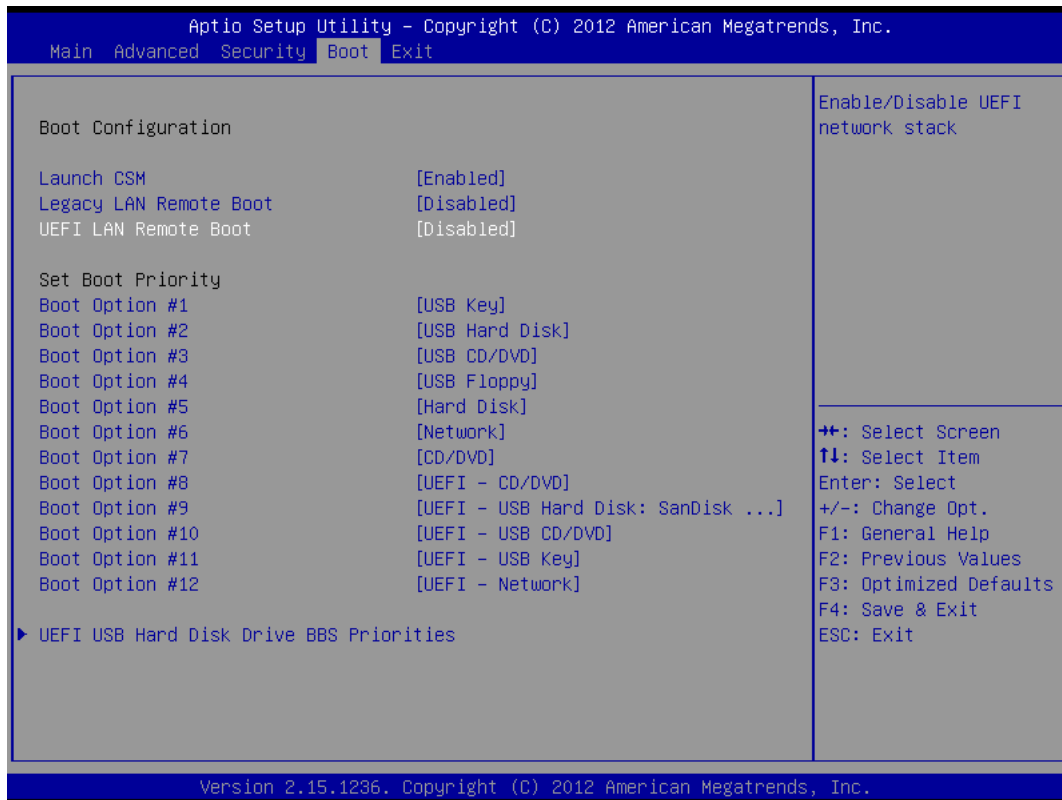 Aptio Setup Utility – Copyright (C) 2012 American Megatrends, Inc.
Main Advanced Security Boot Exit
Boot Configuration
Launch CSM [Enabled]
Legacy LAN Remote Boot [Disabled]
UEFI LAN Remote Boot [Disabled]
Set Boot Priority
Boot Option #1 [USB Key]
Boot Option #2 [USB Hard Disk]
Boot Option #3 [USB CD/DVD]
Boot Option #4 [USB Floppy]
Boot Option #5 [Hard Disk]
Boot Option #6 [Network]
Boot Option #7 [CD/DVD]
Boot Option #8 [UEFI – CD/DVD]
Boot Option #9 [UEFI – USB Hard Disk: SanDisk ...]
Boot Option #10 [UEFI – USB CD/DVD]
Boot Option #11 [UEFI – USB Key]
Boot Option #12 [UEFI – Network]
UEFI USB Hard Disk Drive BBS Priorities
Enable/Disable UEFI
network stack
→←: Select Screen
↑↓: Select Item
Enter: Select
+/-: Change Opt.
F1: General Help
F2: Previous Values
F3: Optimized Defaults
F4: Save & Exit
ESC: Exit
Version 2.15.1236. Copyright (C) 2012 American Megatrends, Inc.